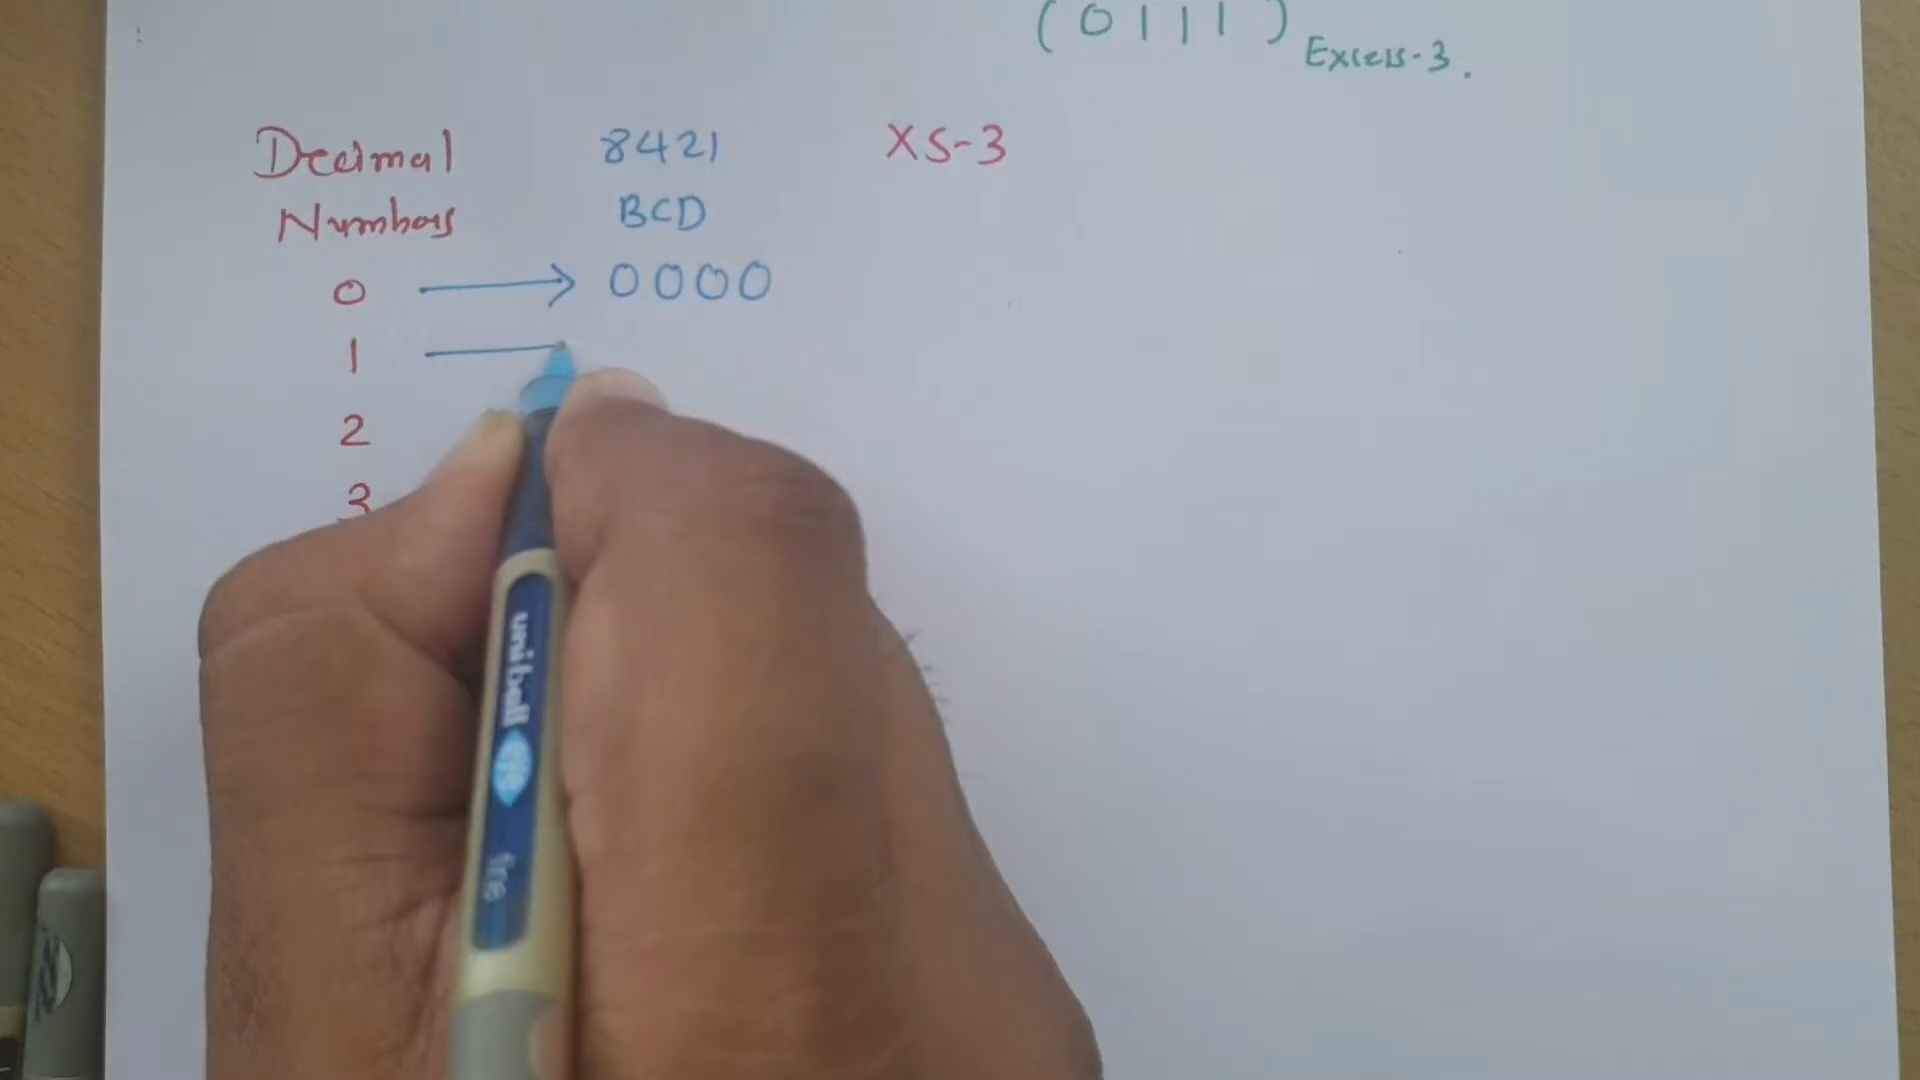 (0111) Excess-3.
Decimal 8421 XS-3
Numbers BCD
0 → 0000
1
2
3
uni-ball
fine